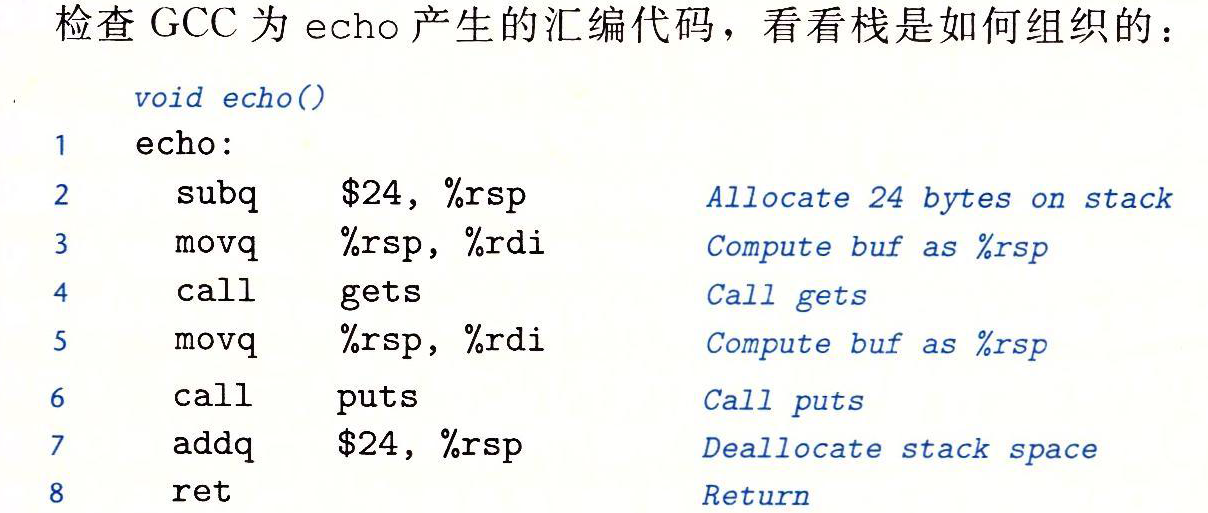 检查 GCC 为 echo 产生的汇编代码，看看栈是如何组织的：
void echo()
1 echo:
2 subq $24, %rsp Allocate 24 bytes on stack
3 movq %rsp, %rdi Compute buf as %rsp
4 call gets Call gets
5 movq %rsp, %rdi Compute buf as %rsp
6 call puts Call puts
7 addq $24, %rsp Deallocate stack space
8 ret Return